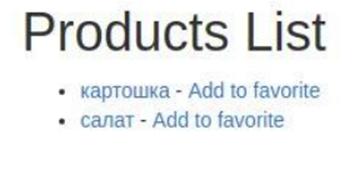 Products List
• картошка - Add to favorite
• салат - Add to favorite